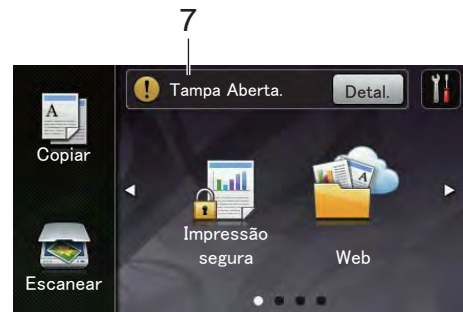 7
Tampa Aberta.
Detal.
Copiar
Impressão
segura
Web
Escanear